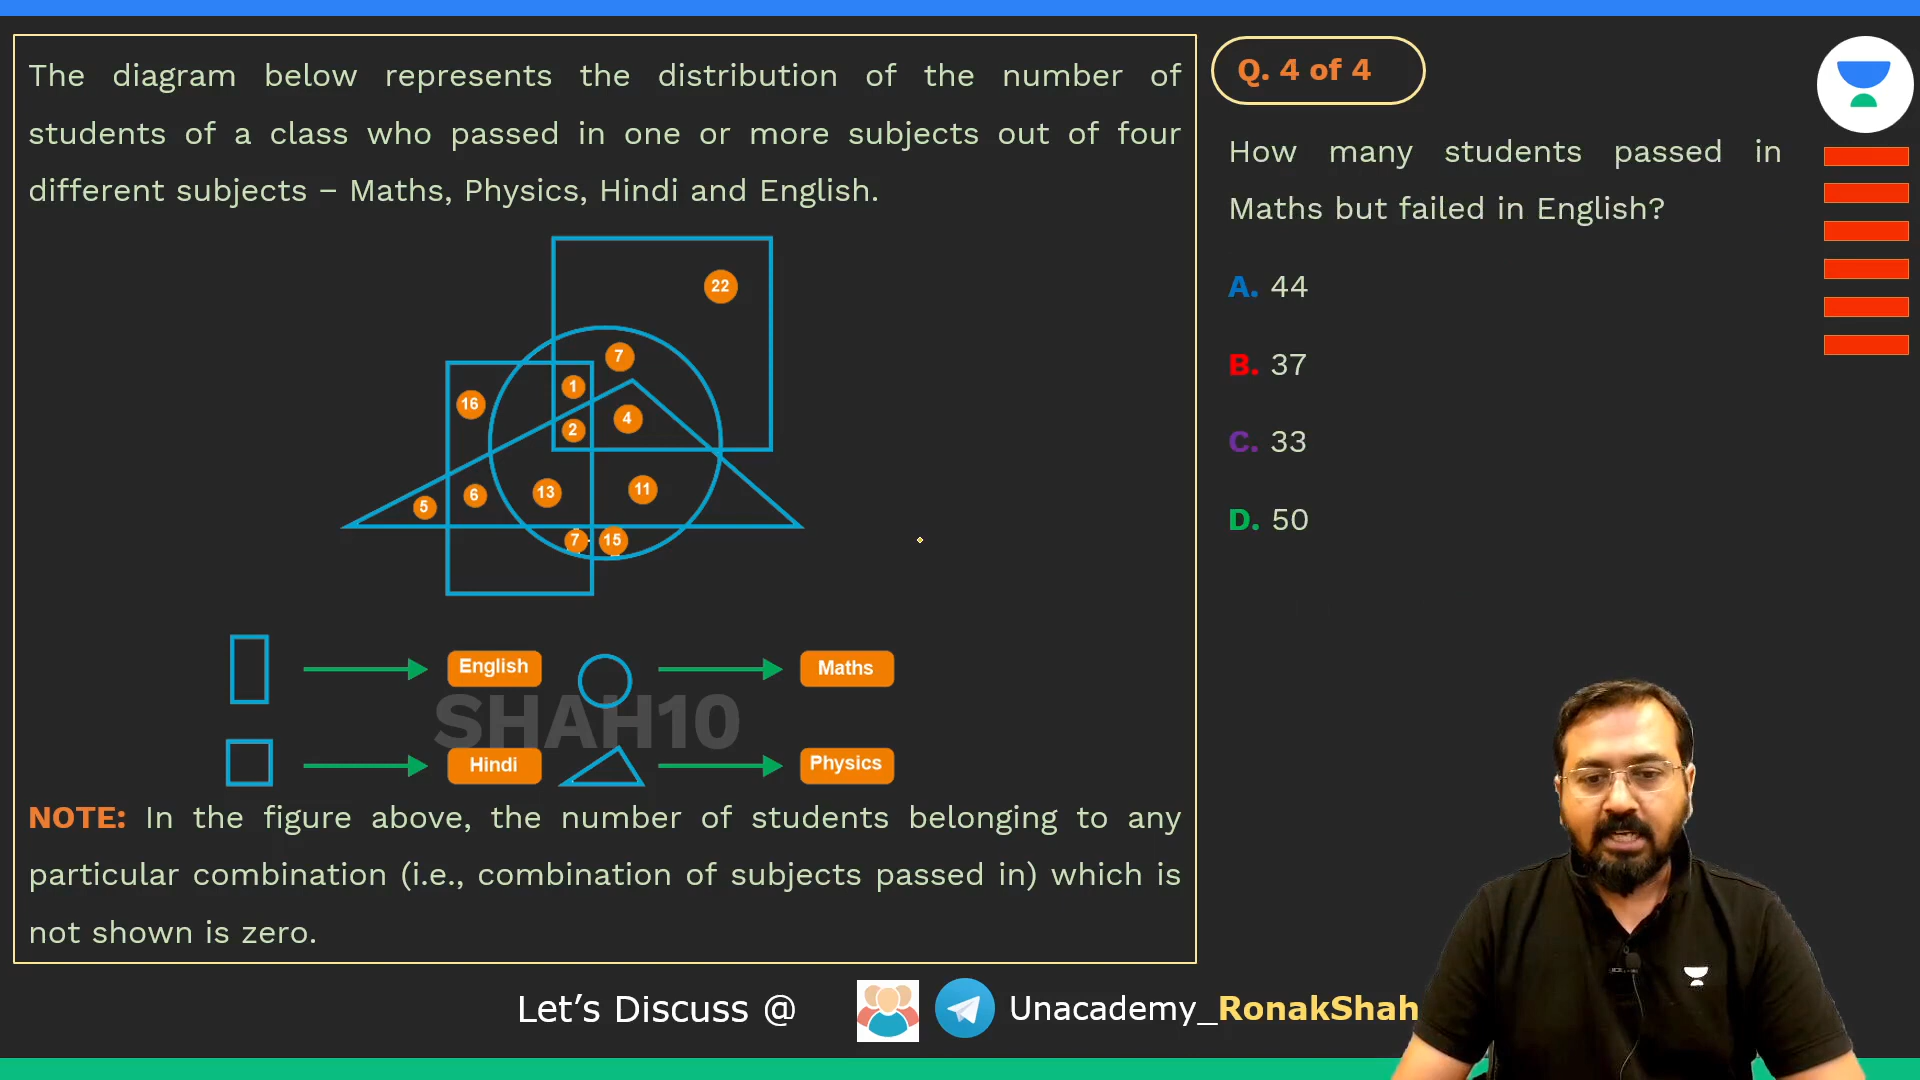 The diagram below represents the distribution of the number of
students of a class who passed in one or more subjects out of four
different subjects – Maths, Physics, Hindi and English.
22
7
1
16
4
2
13
11
6
5
7
15
English
Maths
SHAH10
Hindi
Physics
NOTE: In the figure above, the number of students belonging to any
particular combination (i.e., combination of subjects passed in) which is
not shown is zero.
Q. 4 of 4
How many students passed in
Maths but failed in English?
A. 44
B. 37
C. 33
D. 50
Let's Discuss @
Unacademy_RonakShah